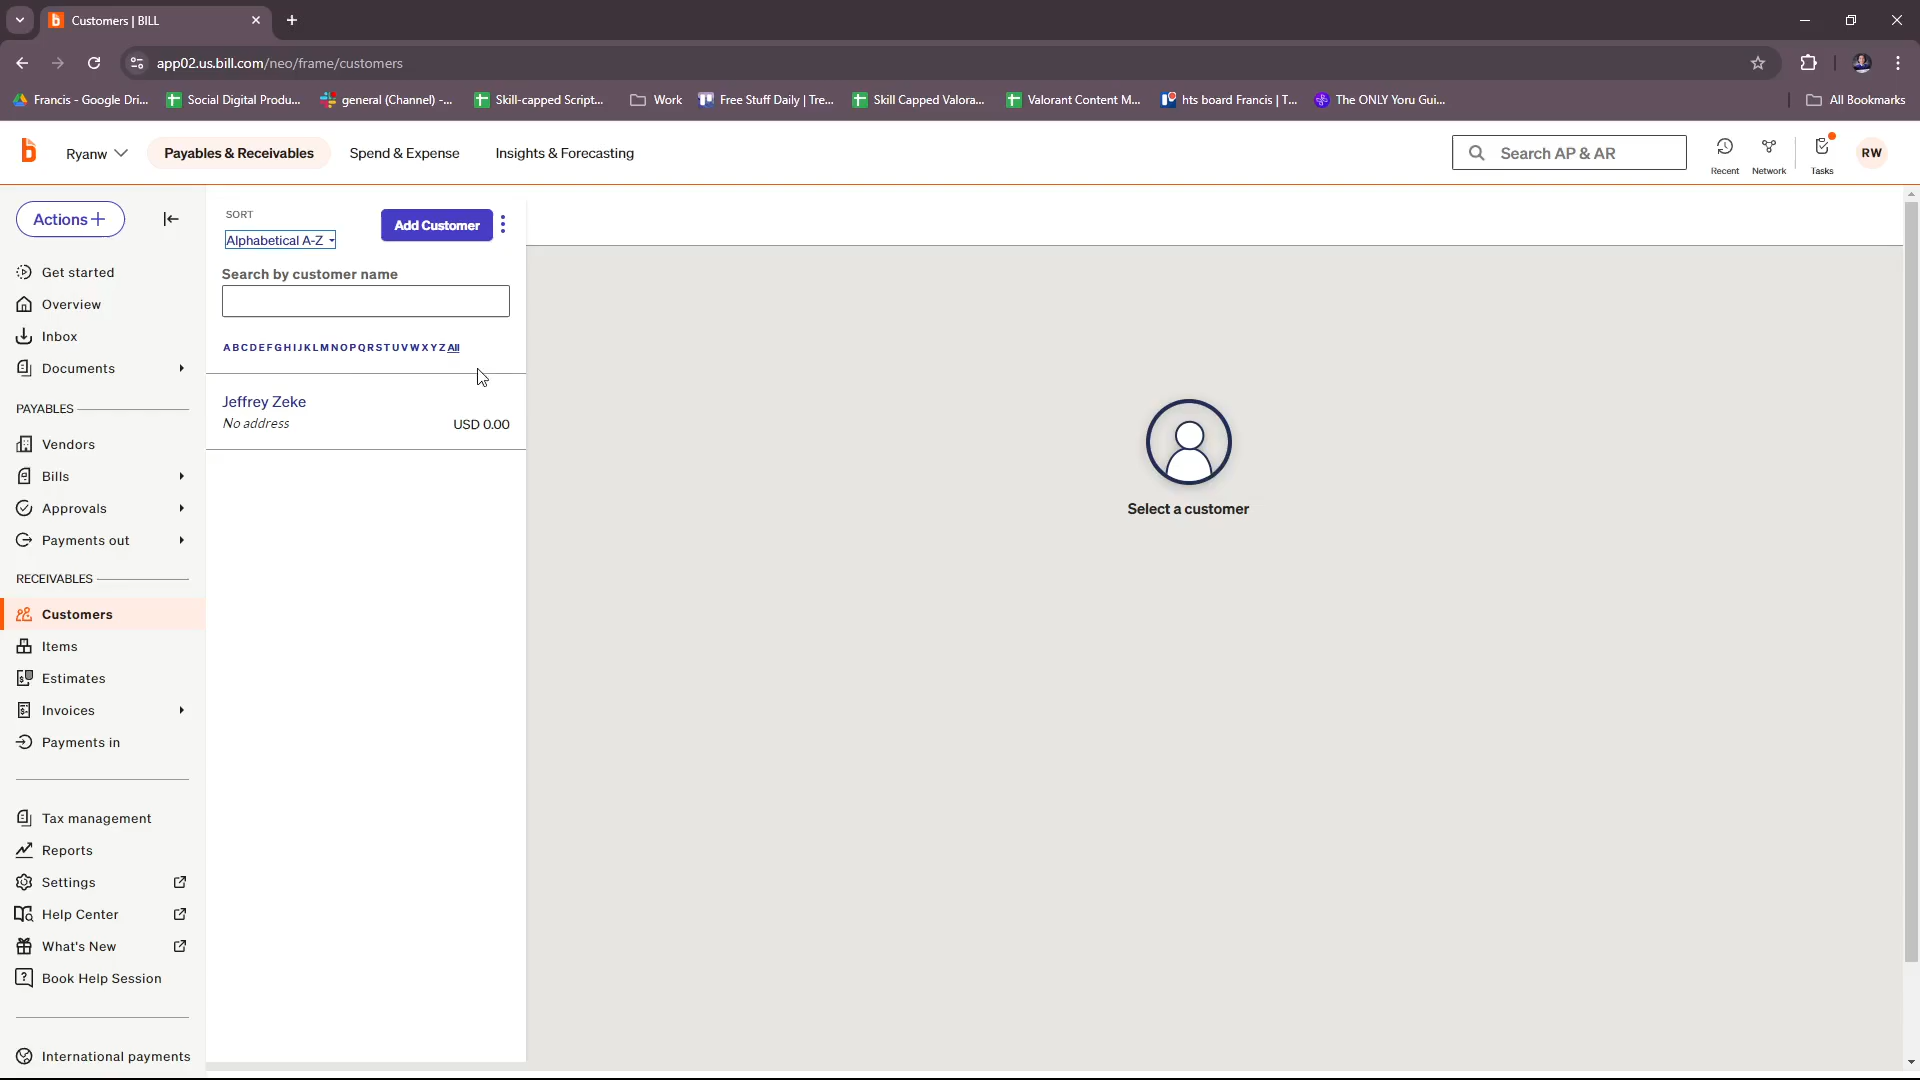 Customers | BILL
app02.us.bill.com/neo/frame/customers
Francis - Google Dri...
Social Digital Produ...
general (Channel) -...
Skill-capped Script...
Work
Free Stuff Daily | Tre...
Skill Capped Valora...
Valorant Content M...
hts board Francis | T...
The ONLY Yoru Gui...
All Bookmarks
Ryanw
Payables & Receivables
Spend & Expense
Insights & Forecasting
Search AP & AR
Recent
Network
Tasks
RW
Actions +
Get started
Overview
Inbox
Documents
PAYABLES
Vendors
Bills
Approvals
Payments out
RECEIVABLES
Customers
Items
Estimates
Invoices
Payments in
Tax management
Reports
Settings
Help Center
What's New
Book Help Session
International payments
SORT
Alphabetical A-Z
Add Customer
Search by customer name
A B C D E F G H I J K L M N O P Q R S T U V W X Y Z All
Jeffrey Zeke
No address
USD 0.00
Select a customer